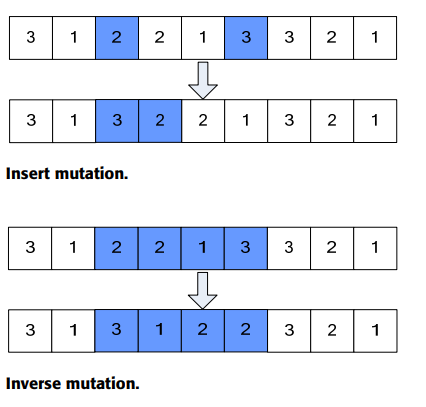 3 1 2 2 1 3 3 2 1
3 1 3 2 2 1 3 2 1
Insert mutation.
3 1 2 2 1 3 3 2 1
3 1 3 1 2 2 3 2 1
Inverse mutation.